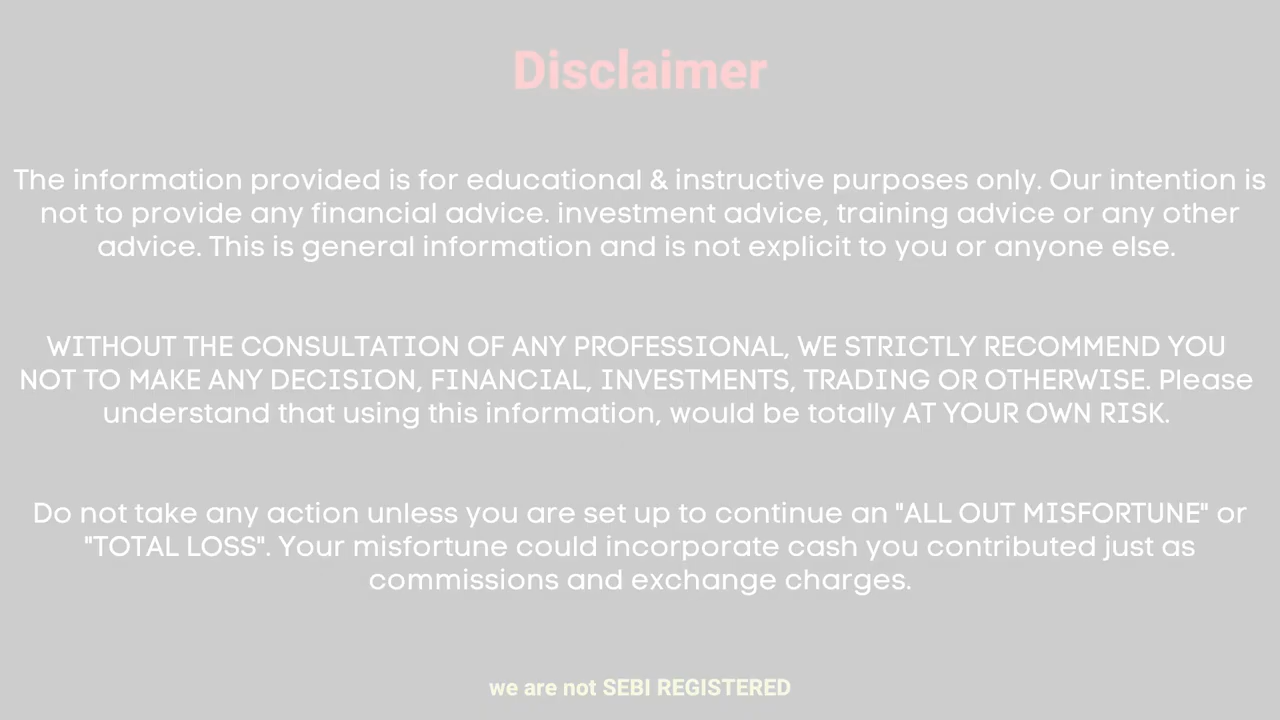 Disclaimer
The information provided is for educational & instructive purposes only. Our intention is
not to provide any financial advice. investment advice, training advice or any other
advice. This is general information and is not explicit to you or anyone else.
WITHOUT THE CONSULTATION OF ANY PROFESSIONAL, WE STRICTLY RECOMMEND YOU
NOT TO MAKE ANY DECISION, FINANCIAL, INVESTMENTS, TRADING OR OTHERWISE. Please
understand that using this information, would be totally AT YOUR OWN RISK.
Do not take any action unless you are set up to continue an "ALL OUT MISFORTUNE" or
"TOTAL LOSS". Your misfortune could incorporate cash you contributed just as
commissions and exchange charges.
we are not SEBI REGISTERED